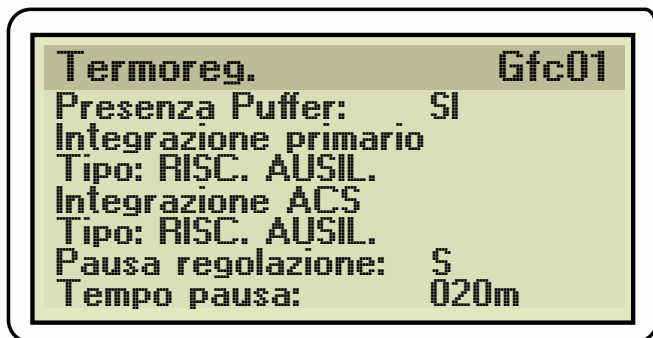 Termoreg. Gfc01
Presenza Puffer: SI
Integrazione primario
Tipo: RISC. AUSIL.
Integrazione ACS
Tipo: RISC. AUSIL.
Pausa regolazione: S
Tempo pausa: 020m